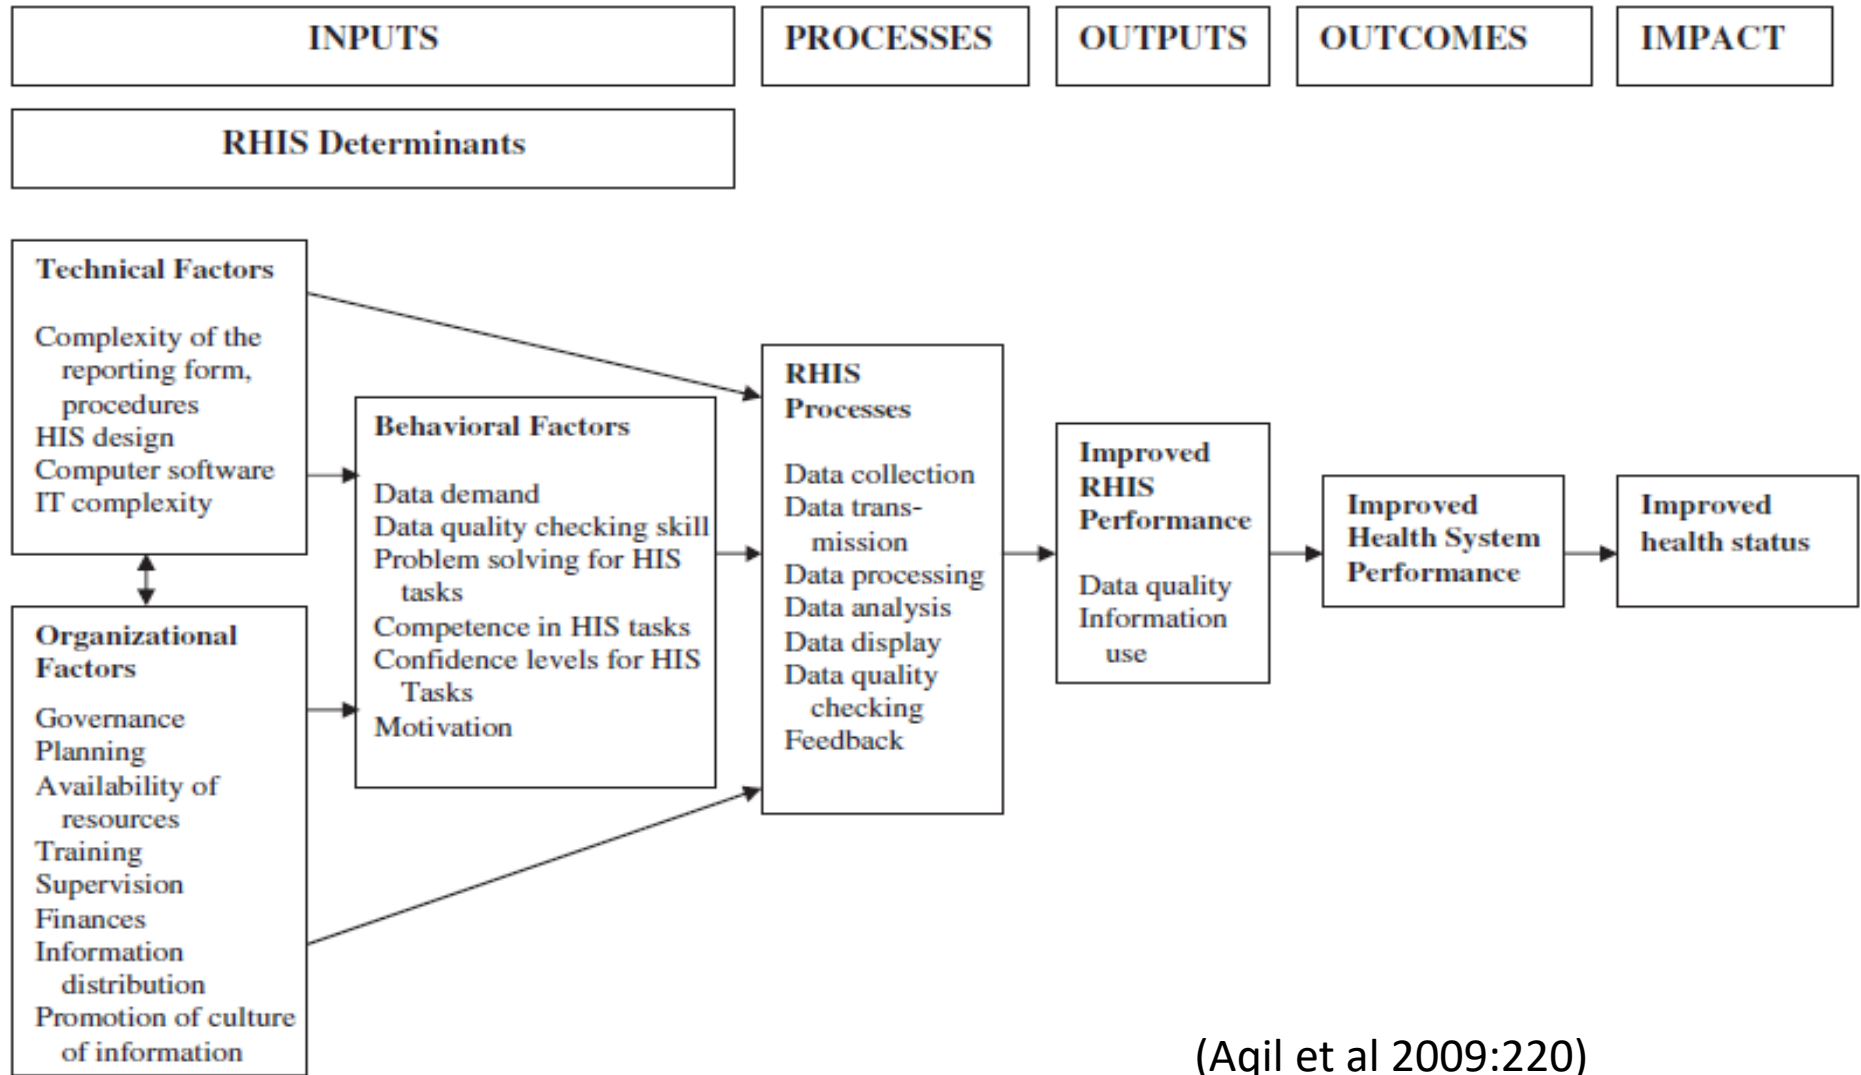 INPUTS
PROCESSES
OUTPUTS
OUTCOMES
IMPACT
RHIS Determinants
Technical Factors
Complexity of the
reporting form,
procedures
HIS design
Computer software
IT complexity
Organizational
Factors
Governance
Planning
Availability of
resources
Training
Supervision
Finances
Information
distribution
Promotion of culture
of information
Behavioral Factors
Data demand
Data quality checking skill
Problem solving for HIS
tasks
Competence in HIS tasks
Confidence levels for HIS
Tasks
Motivation
RHIS
Processes
Data collection
Data trans-
mission
Data processing
Data analysis
Data display
Data quality
checking
Feedback
Improved
RHIS
Performance
Data quality
Information
use
Improved
Health System
Performance
Improved
health status
(Aqil et al 2009:220)